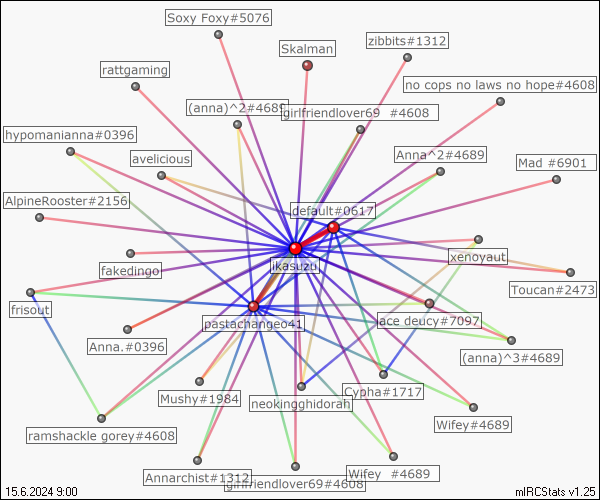 Soxy Foxy#5076
Skalman
zibbits#1312
rattgaming
no cops no laws no hope#4608
(anna)^2#4689
girlfriendlover69 #4608
hypomanianna#0396
avelicious
Anna^2#4689
Mad #6901
AlpineRooster#2156
default#0617
xenoyaut
fakedingo
ikasuzu
Toucan#2473
frisout
pastachangeo41
ace deucy#7097
Anna.#0396
(anna)^3#4689
Mushy#1984
neokingghidorah
Cypha#1717
Wifey#4689
ramshackle gorey#4608
Annarchist#1312
girlfriendlover69#4608
Wifey #4689
15.6.2024 9:00
mIRCStats v1.25